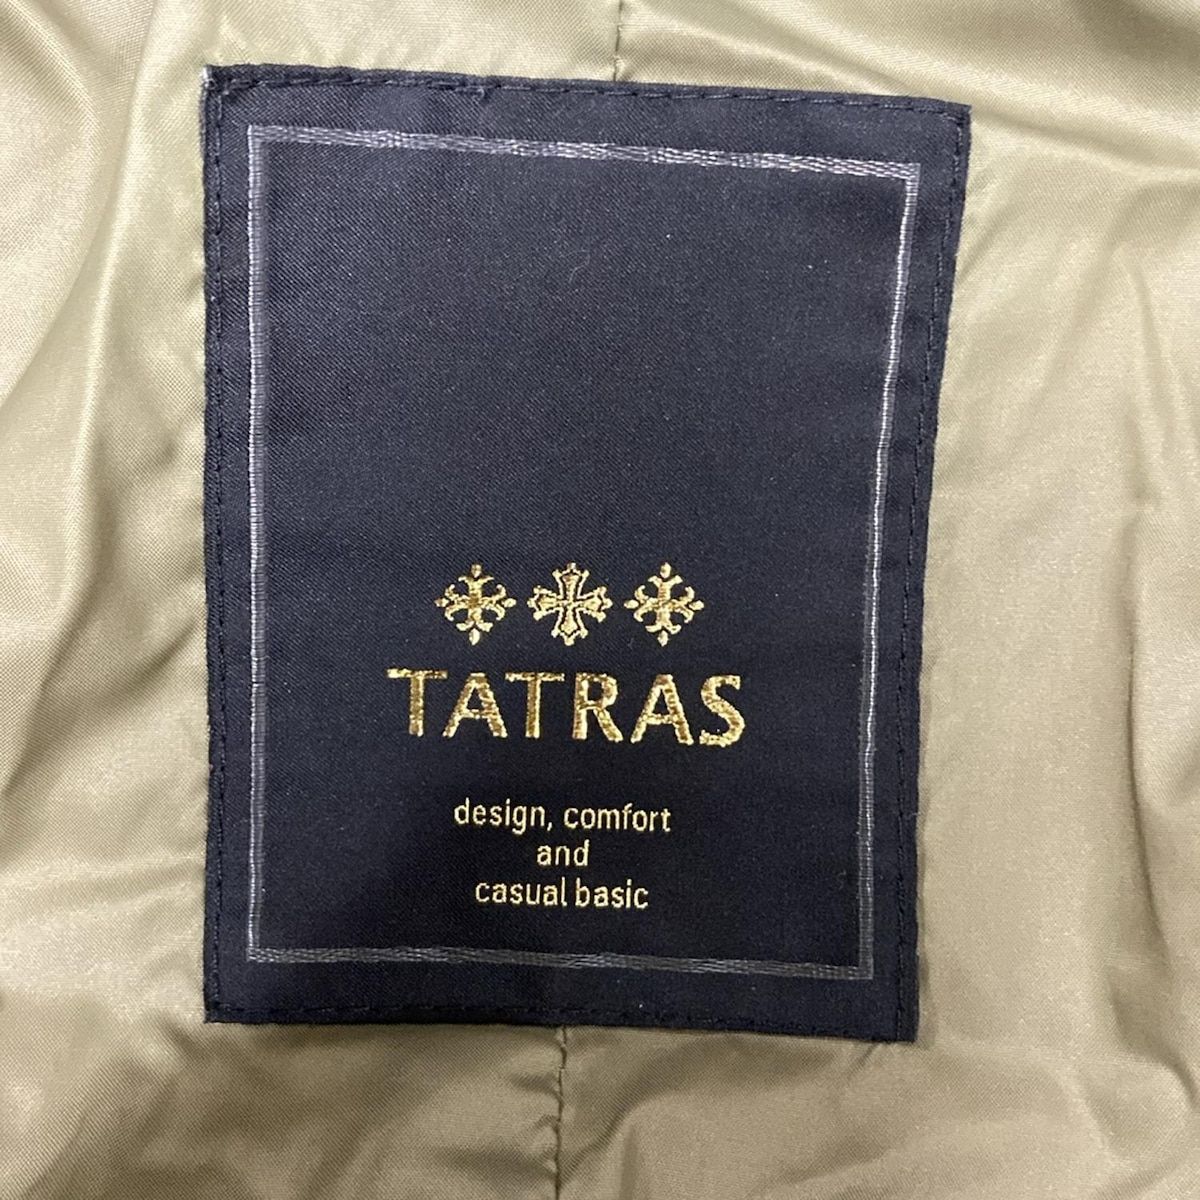 TATRAS
design, comfort
and
casual basic